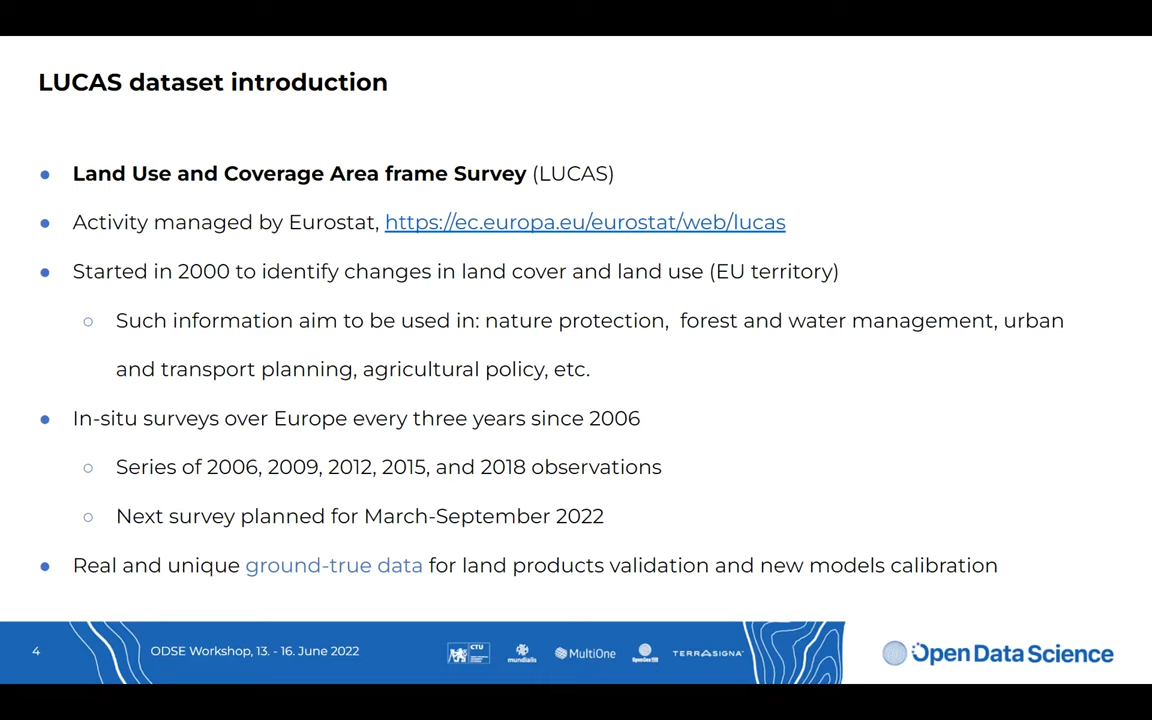 LUCAS dataset introduction
● Land Use and Coverage Area frame Survey (LUCAS)
● Activity managed by Eurostat, https://ec.europa.eu/eurostat/web/lucas
● Started in 2000 to identify changes in land cover and land use (EU territory)
○ Such information aim to be used in: nature protection,  forest and water management, urban
and transport planning, agricultural policy, etc.
● In-situ surveys over Europe every three years since 2006
○ Series of 2006, 2009, 2012, 2015, and 2018 observations
○ Next survey planned for March-September 2022
● Real and unique ground-true data for land products validation and new models calibration
4 ODSE Workshop, 13. - 16. June 2022 CTU mundialis MultiOne TERRASIGNA Open Data Science